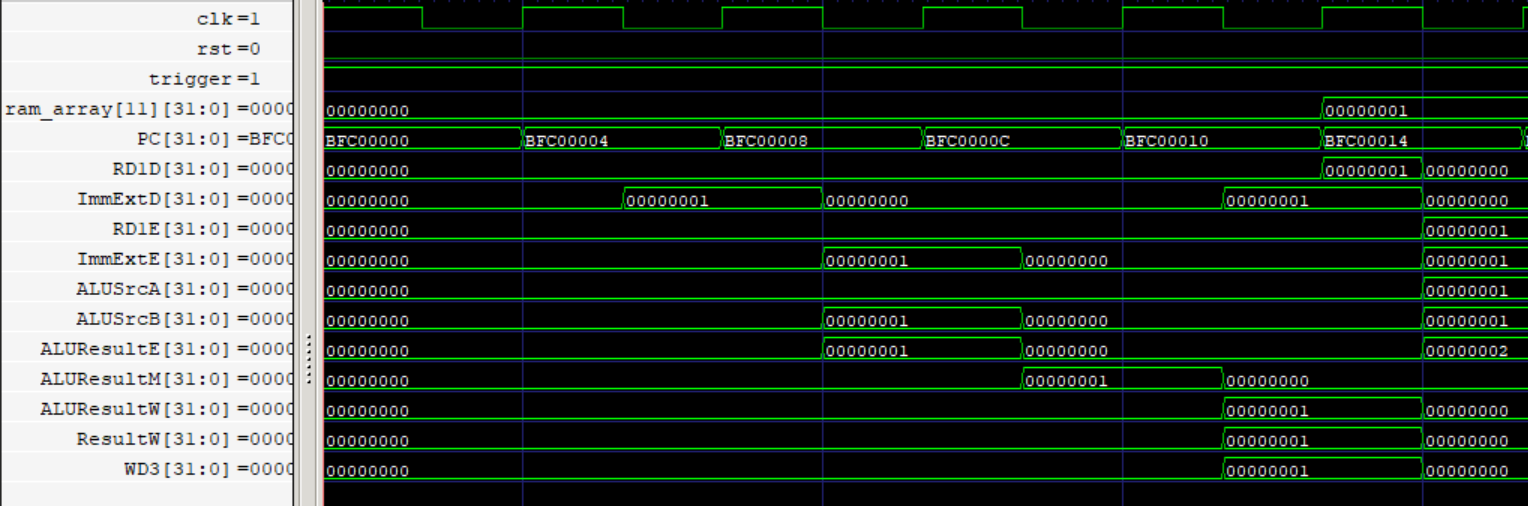 clk=1
rst=0
trigger=1
ram_array[11][31:0]=0000 00000000 00000001
PC[31:0]=BFC0 BFC00000 BFC00004 BFC00008 BFC0000C BFC00010 BFC00014
RD1D[31:0]=0000 00000000 00000001 00000000
ImmExtD[31:0]=0000 00000000 00000001 00000000 00000001 00000000
RD1E[31:0]=0000 00000000 00000001
ImmExtE[31:0]=0000 00000000 00000001 00000000 00000001
ALUSrcA[31:0]=0000 00000000 00000001
ALUSrcB[31:0]=0000 00000000 00000001 00000000 00000001
ALUResultE[31:0]=0000 00000000 00000001 00000000 00000002
ALUResultM[31:0]=0000 00000000 00000001 00000000
ALUResultW[31:0]=0000 00000000 00000001 00000000
ResultW[31:0]=0000 00000000 00000001 00000000
WD3[31:0]=0000 00000000 00000001 00000000